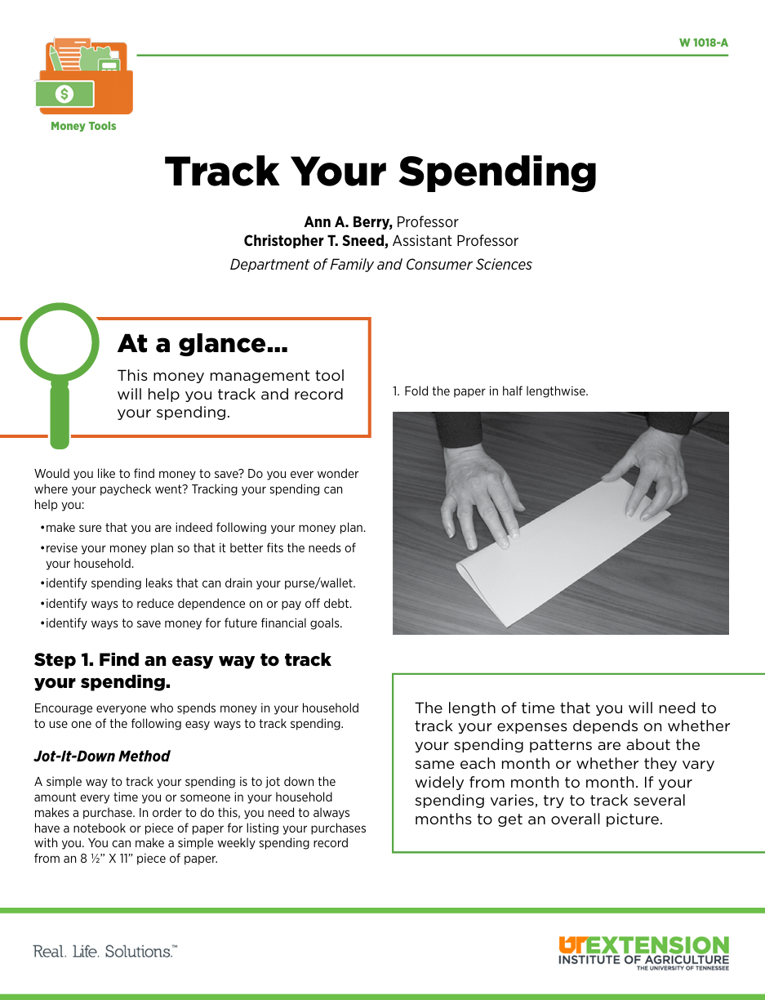 W 1018-A
$
Money Tools
Track Your Spending
Ann A. Berry, Professor
Christopher T. Sneed, Assistant Professor
Department of Family and Consumer Sciences
At a glance...
This money management tool
will help you track and record
your spending.
Would you like to find money to save? Do you ever wonder
where your paycheck went? Tracking your spending can
help you:
•make sure that you are indeed following your money plan.
•revise your money plan so that it better fits the needs of
your household.
•identify spending leaks that can drain your purse/wallet.
•identify ways to reduce dependence on or pay off debt.
•identify ways to save money for future financial goals.
Step 1. Find an easy way to track
your spending.
Encourage everyone who spends money in your household
to use one of the following easy ways to track spending.
Jot-It-Down Method
A simple way to track your spending is to jot down the
amount every time you or someone in your household
makes a purchase. In order to do this, you need to always
have a notebook or piece of paper for listing your purchases
with you. You can make a simple weekly spending record
from an 8 ½” X 11” piece of paper.
1. Fold the paper in half lengthwise.
The length of time that you will need to
track your expenses depends on whether
your spending patterns are about the
same each month or whether they vary
widely from month to month. If your
spending varies, try to track several
months to get an overall picture.
Real. Life. Solutions.™
UT EXTENSION
INSTITUTE OF AGRICULTURE
THE UNIVERSITY OF TENNESSEE